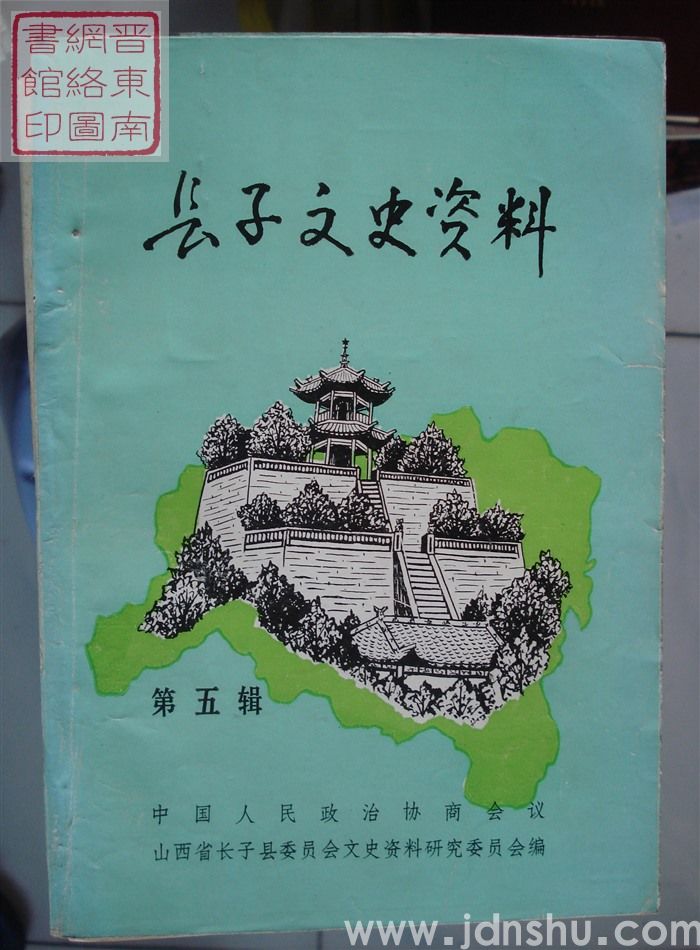 晋東南
網絡圖
書館印
长子文史资料
第五辑
中国人民政治协商会议
山西省长子县委员会文史资料研究委员会编
www.jdnshu.com